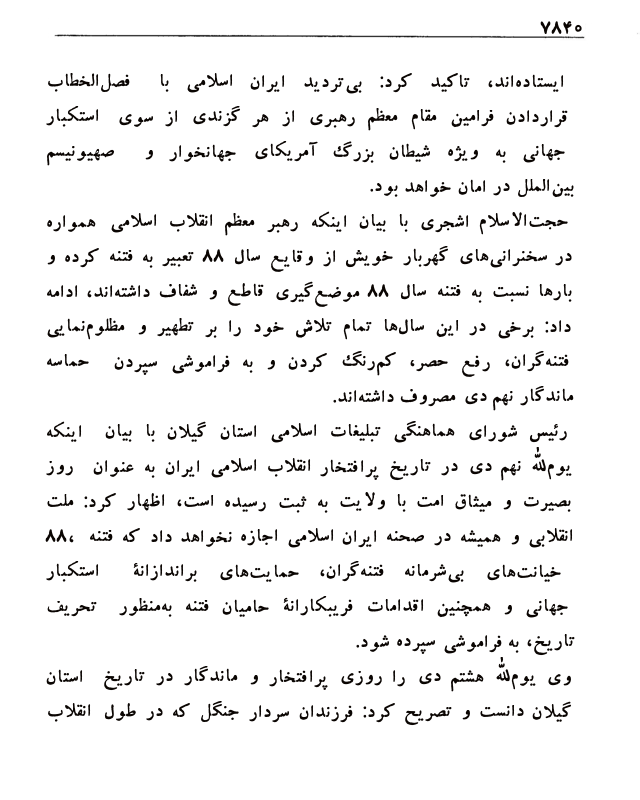 ۷۸۴۰
ایستاده‌اند، تاکید کرد: بی‌تردید ایران اسلامی با فصل‌الخطاب
قراردادن فرامین مقام معظم رهبری از هر گزندی از سوی استکبار
جهانی به ویژه شیطان بزرگ آمریکای جهانخوار و صهیونیسم
بین‌الملل در امان خواهد بود.
حجت‌الاسلام اشجری با بیان اینکه رهبر معظم انقلاب اسلامی همواره
در سخنرانی‌های گهربار خویش از وقایع سال ۸۸ تعبیر به فتنه کرده و
بارها نسبت به فتنه سال ۸۸ موضع‌گیری قاطع و شفاف داشته‌اند، ادامه
داد: برخی در این سال‌ها تمام تلاش خود را بر تطهیر و مظلوم‌نمایی
فتنه‌گران، رفع حصر، کم‌رنگ کردن و به فراموشی سپردن حماسه
ماندگار نهم دی مصروف داشته‌اند.
رئیس شورای هماهنگی تبلیغات اسلامی استان گیلان با بیان اینکه
یوم‌الله نهم دی در تاریخ پرافتخار انقلاب اسلامی ایران به عنوان روز
بصیرت و میثاق امت با ولایت به ثبت رسیده است، اظهار کرد: ملت
انقلابی و همیشه در صحنه ایران اسلامی اجازه نخواهد داد که فتنه ۸۸،
خیانت‌های بی‌شرمانه فتنه‌گران، حمایت‌های براندازانهٔ استکبار
جهانی و همچنین اقدامات فریبکارانهٔ حامیان فتنه به‌منظور تحریف
تاریخ، به فراموشی سپرده شود.
وی یوم‌الله هشتم دی را روزی پرافتخار و ماندگار در تاریخ استان
گیلان دانست و تصریح کرد: فرزندان سردار جنگل که در طول انقلاب